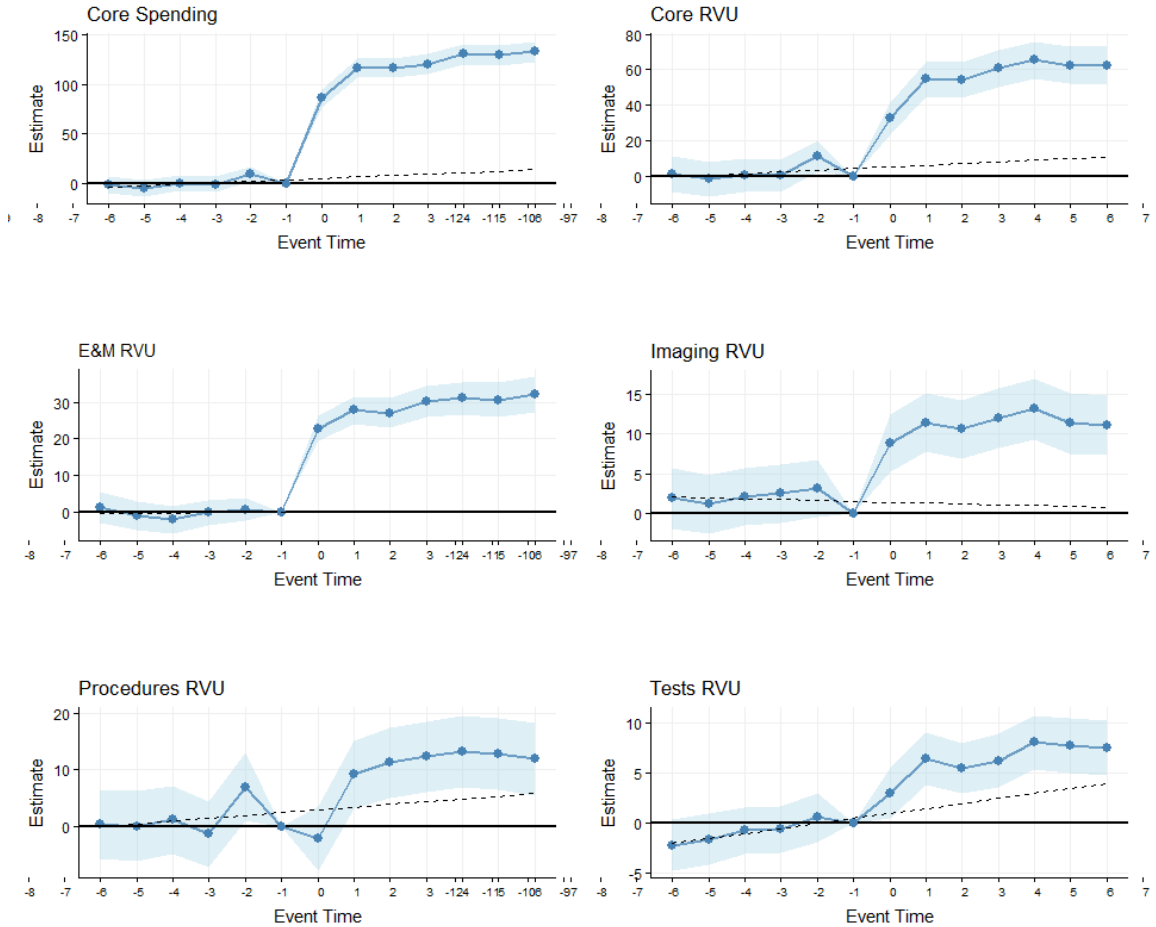 Core Spending
Core RVU
150
100
50
0
Estimate
80
60
40
20
0
Estimate
-8 -7 -6 -5 -4 -3 -2 -1 0 1 2 3 -124 -115 -106 -97
-8 -7 -6 -5 -4 -3 -2 -1 0 1 2 3 4 5 6 7
Event Time
Event Time
E&M RVU
Imaging RVU
30
20
10
0
Estimate
15
10
5
0
Estimate
-8 -7 -6 -5 -4 -3 -2 -1 0 1 2 3 -124 -115 -106 -97
-8 -7 -6 -5 -4 -3 -2 -1 0 1 2 3 4 5 6 7
Event Time
Event Time
Procedures RVU
Tests RVU
20
10
0
Estimate
10
5
0
-5
Estimate
-8 -7 -6 -5 -4 -3 -2 -1 0 1 2 3 -124 -115 -106 -97
-8 -7 -6 -5 -4 -3 -2 -1 0 1 2 3 4 5 6 7
Event Time
Event Time